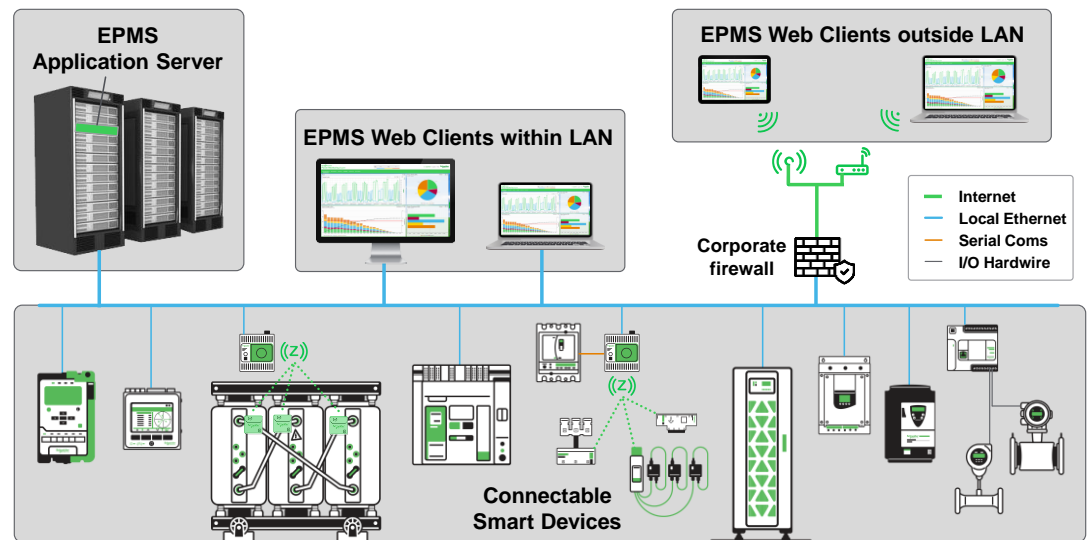 EPMS
Application Server
EPMS Web Clients within LAN
EPMS Web Clients outside LAN
Corporate
firewall
Internet
Local Ethernet
Serial Coms
I/O Hardwire
((Z))
((Z))
Connectable
Smart Devices